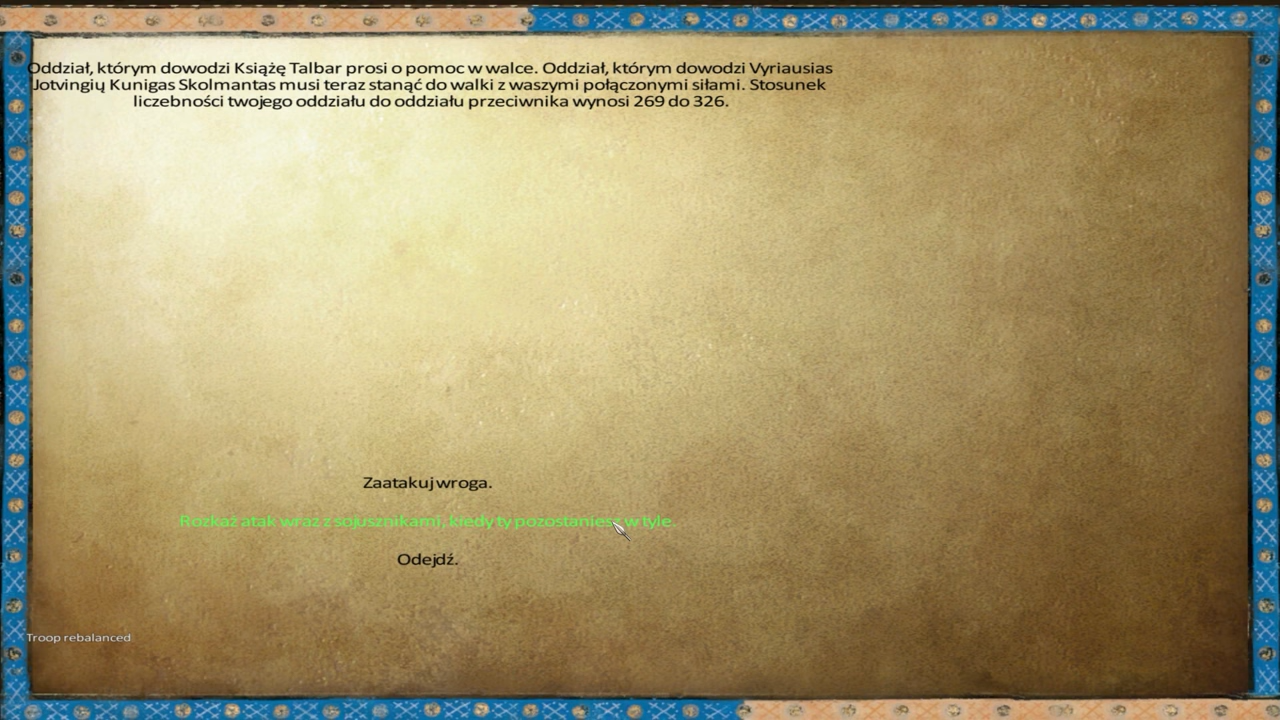 Oddział, którym dowodzi Książę Talbar prosi o pomoc w walce. Oddział, którym dowodzi Vyriausias
Jotvingių Kunigas Skolmantas musi teraz stanąć do walki z waszymi połączonymi siłami. Stosunek
liczebności twojego oddziału do oddziału przeciwnika wynosi 269 do 326.
Zaatakuj wroga.
Rozkaż atak wraz z sojusznikami, kiedy ty pozostaniesz w tyle.
Odejdź.
Troop rebalanced